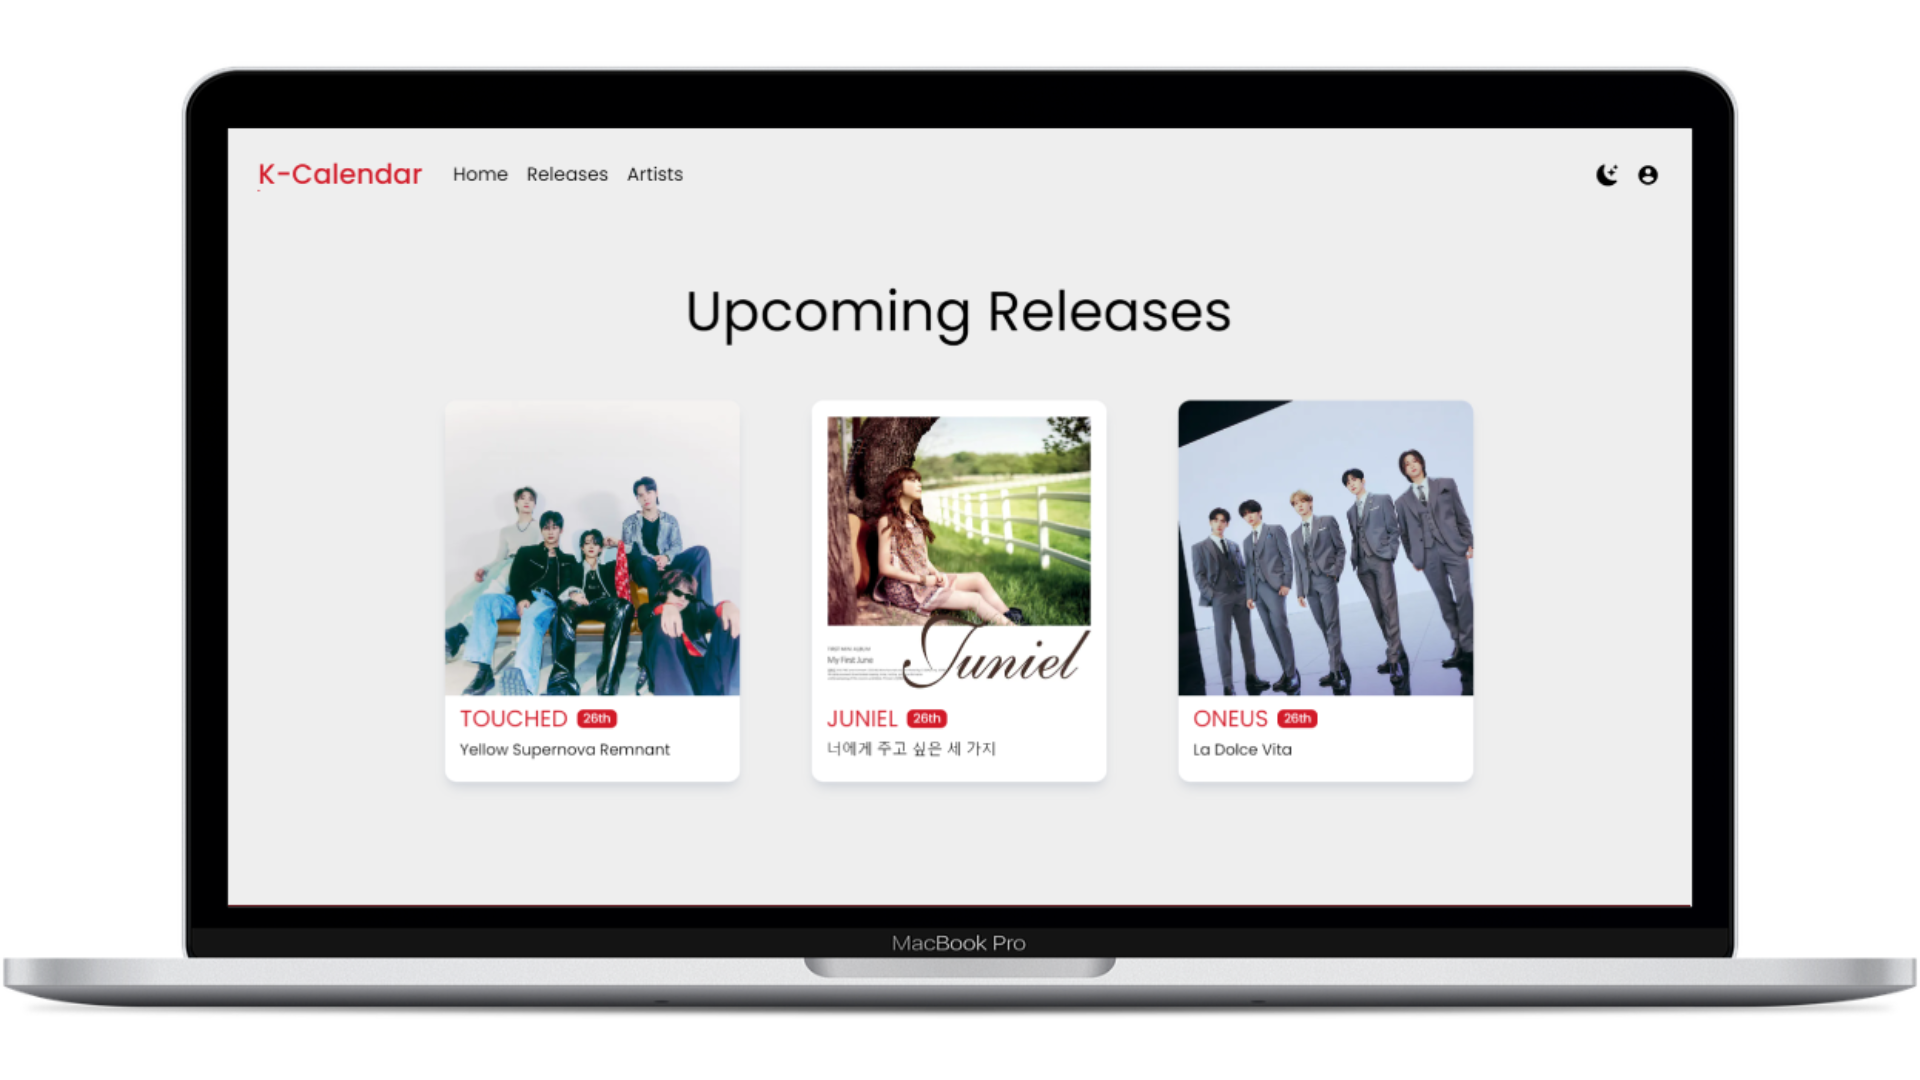 K-Calendar Home Releases Artists
Upcoming Releases
FIRST MINI ALBUM
My First June
Juniel
TOUCHED 26th
Yellow Supernova Remnant
JUNIEL 26th
너에게 주고 싶은 세 가지
ONEUS 26th
La Dolce Vita
MacBook Pro